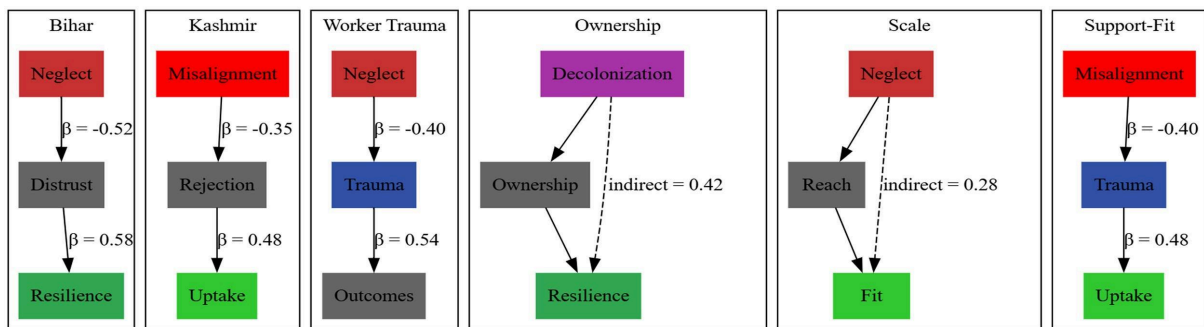 Bihar
Neglect
β = -0.52
Distrust
β = 0.58
Resilience
Kashmir
Misalignment
β = -0.35
Rejection
β = 0.48
Uptake
Worker Trauma
Neglect
β = -0.40
Trauma
β = 0.54
Outcomes
Ownership
Decolonization
Ownership
indirect = 0.42
Resilience
Scale
Neglect
Reach
indirect = 0.28
Fit
Support-Fit
Misalignment
β = -0.40
Trauma
β = 0.48
Uptake